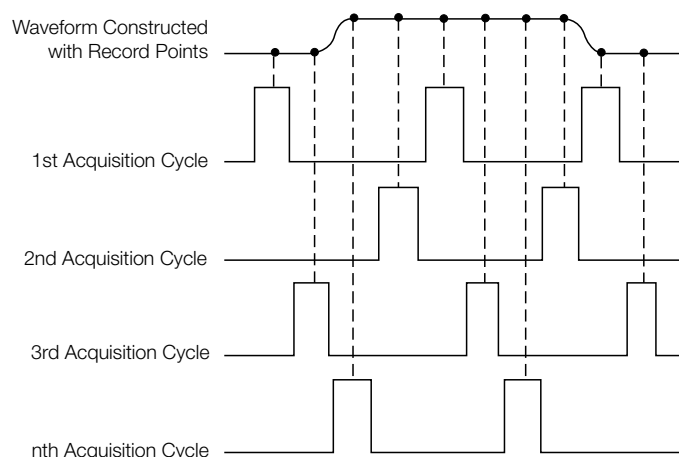 Waveform Constructed
with Record Points
1st Acquisition Cycle
2nd Acquisition Cycle
3rd Acquisition Cycle
nth Acquisition Cycle